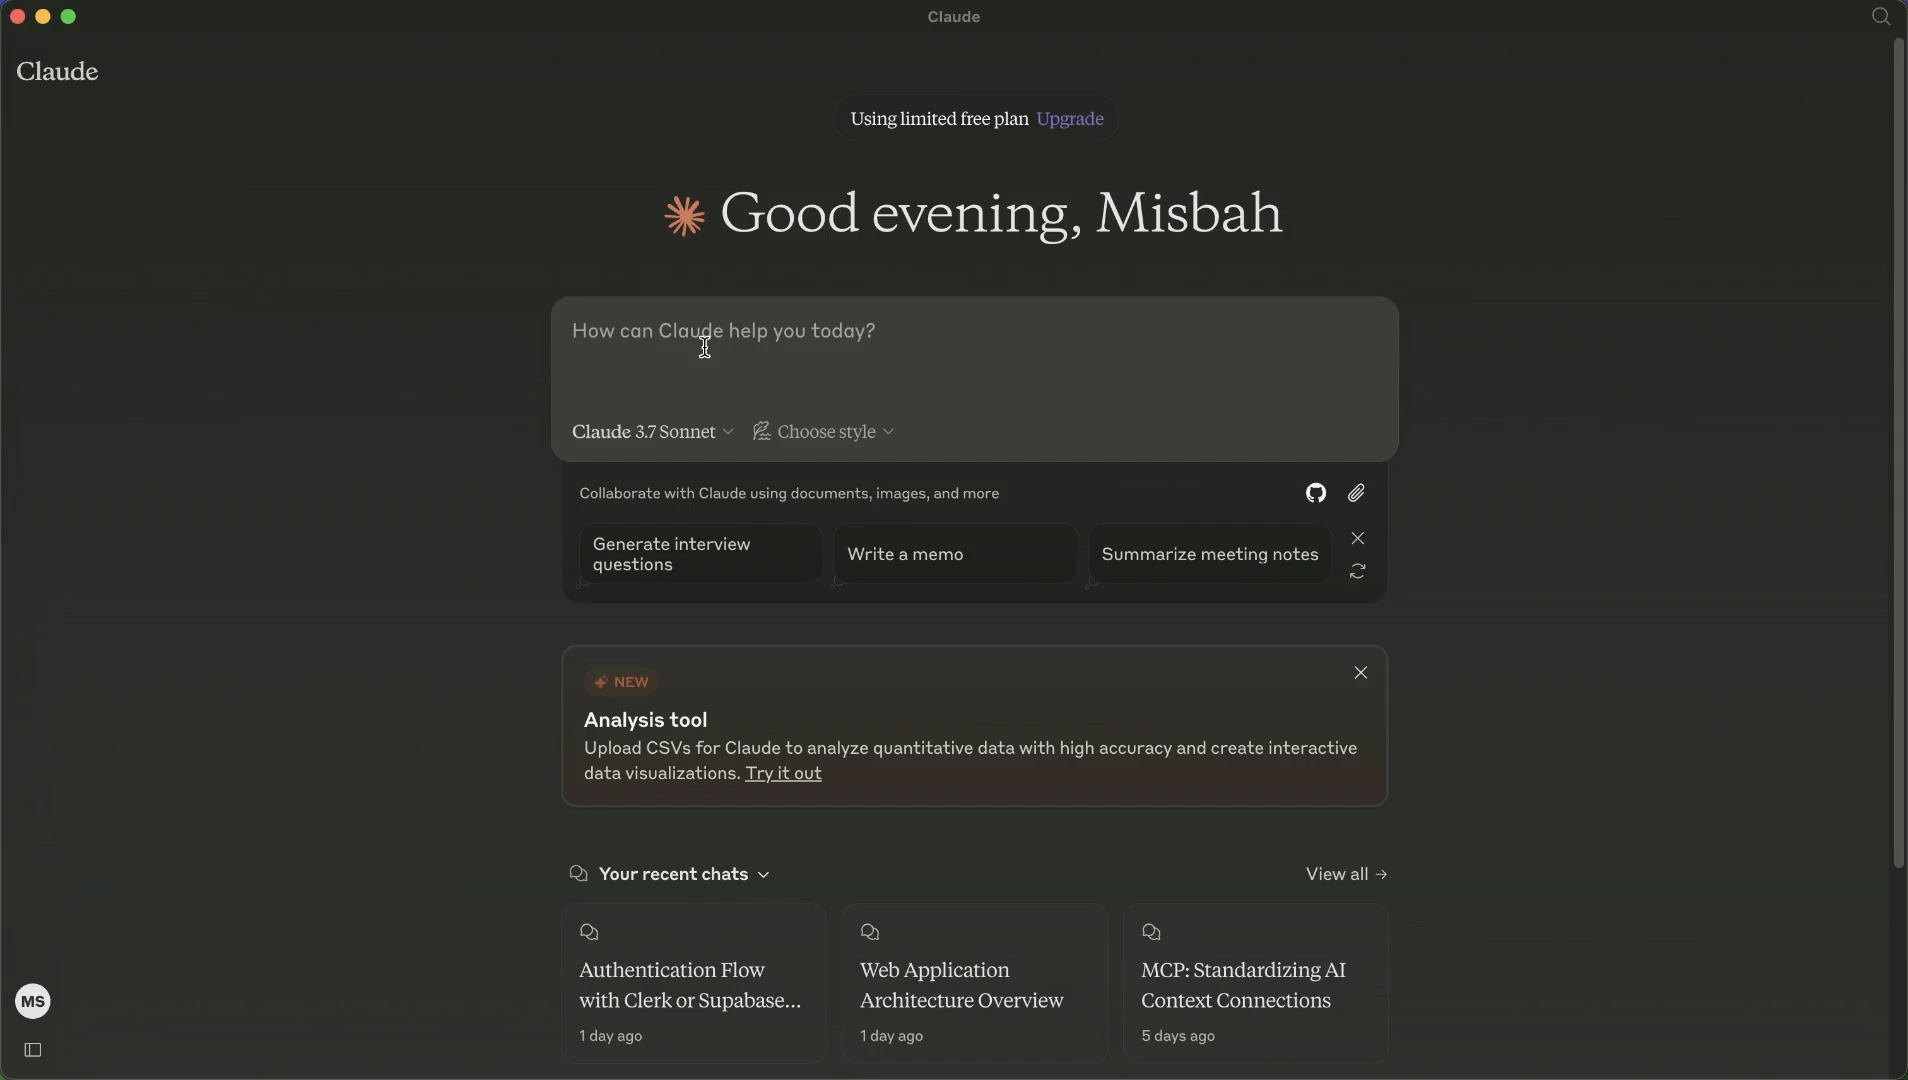 Claude
Claude
Using limited free plan Upgrade
Good evening, Misbah
How can Claude help you today?
Claude 3.7 Sonnet Choose style
Collaborate with Claude using documents, images, and more
Generate interview
questions
Write a memo
Summarize meeting notes
NEW
Analysis tool
Upload CSVs for Claude to analyze quantitative data with high accuracy and create interactive
data visualizations. Try it out
Your recent chats
View all →
Authentication Flow
with Clerk or Supabase...
1 day ago
Web Application
Architecture Overview
1 day ago
MCP: Standardizing AI
Context Connections
5 days ago
MS